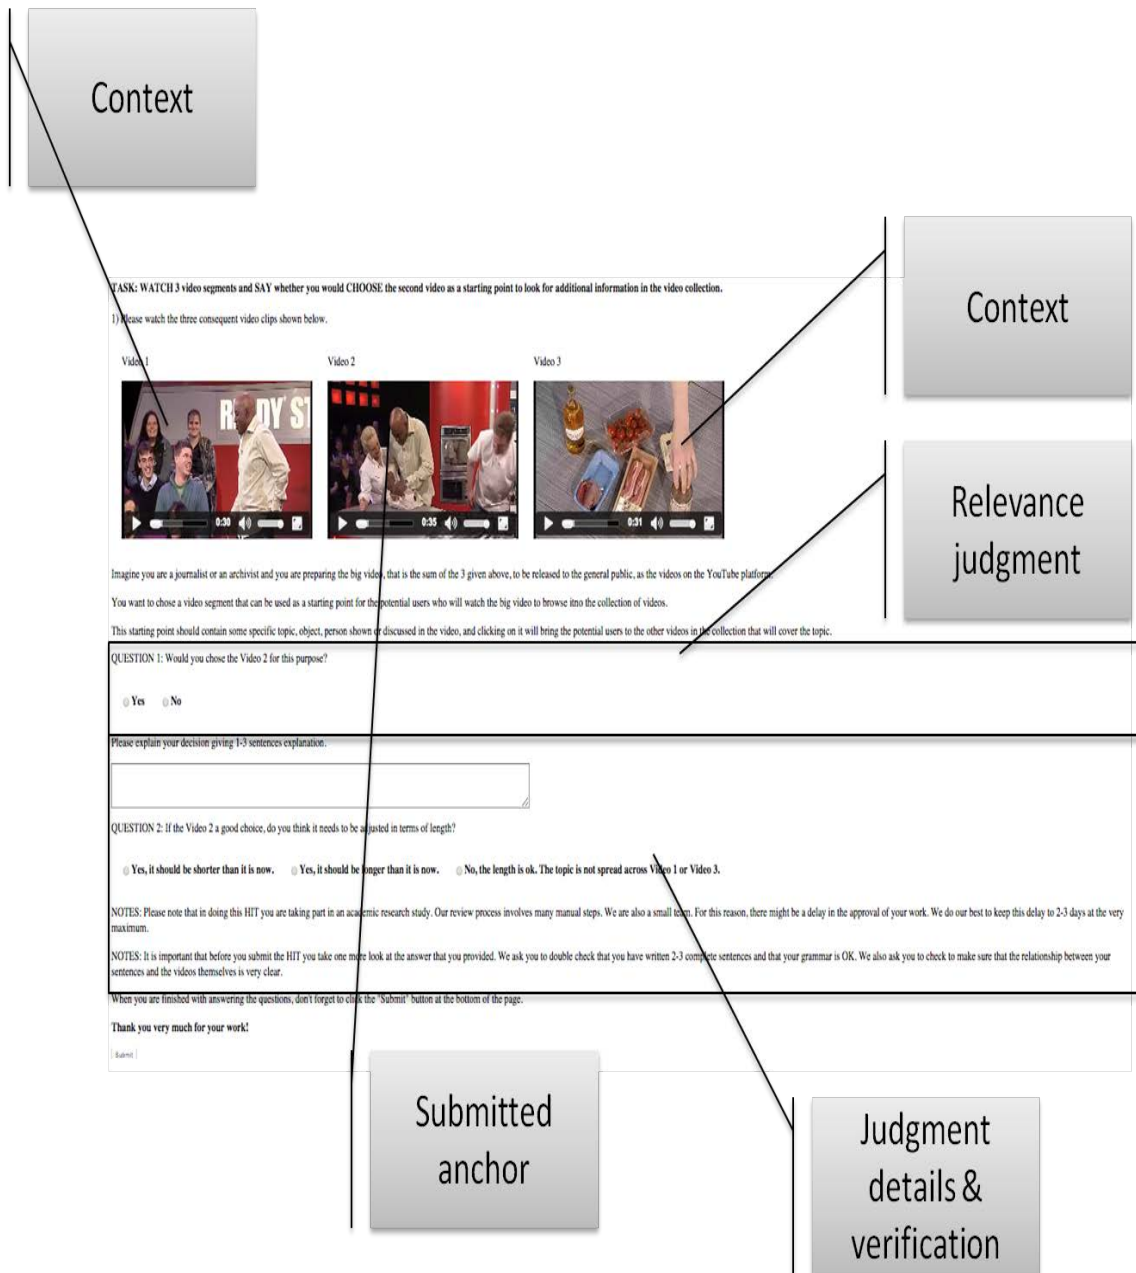 Context
Context
TASK: WATCH 3 video segments and SAY whether you would CHOOSE the second video as a starting point to look for additional information in the video collection.
1) Please watch the three consequent video clips shown below.
Video 1 Video 2 Video 3
R DY ST
0:30 0:35 0:31
Relevance
judgment
Imagine you are a journalist or an archivist and you are preparing the big video, that is the sum of the 3 given above, to be released to the general public, as the videos on the YouTube platform.
You want to chose a video segment that can be used as a starting point for the potential users who will watch the big video to browse itno the collection of videos.
This starting point should contain some specific topic, object, person shown or discussed in the video, and clicking on it will bring the potential users to the other videos in the collection that will cover the topic.
QUESTION 1: Would you chose the Video 2 for this purpose?
Yes No
Please explain your decision giving 1-3 sentences explanation.
QUESTION 2: If the Video 2 a good choice, do you think it needs to be adjusted in terms of length?
Yes, it should be shorter than it is now. Yes, it should be longer than it is now. No, the length is ok. The topic is not spread across Video 1 or Video 3.
NOTES: Please note that in doing this HIT you are taking part in an academic research study. Our review process involves many manual steps. We are also a small team. For this reason, there might be a delay in the approval of your work. We do our best to keep this delay to 2-3 days at the very
maximum.
NOTES: It is important that before you submit the HIT you take one more look at the answer that you provided. We ask you to double check that you have written 2-3 complete sentences and that your grammar is OK. We also ask you to check to make sure that the relationship between your
sentences and the videos themselves is very clear.
When you are finished with answering the questions, don't forget to click the "Submit" button at the bottom of the page.
Thank you very much for your work!
Submit
Submitted
anchor
Judgment
details &
verification